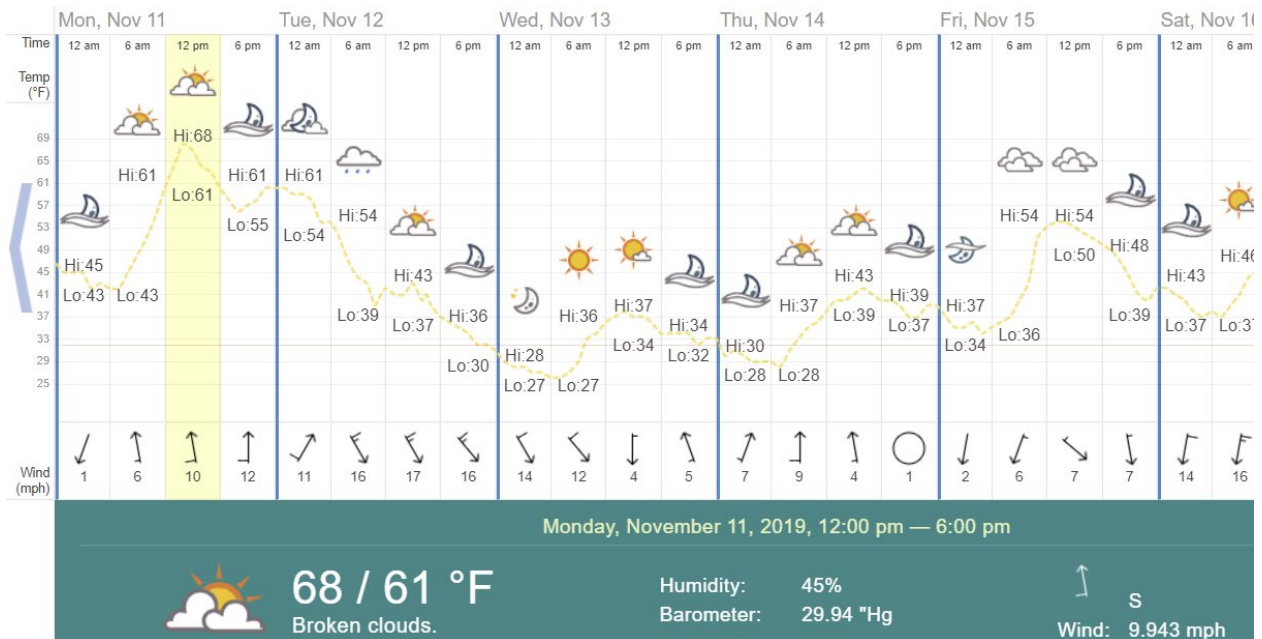 Mon, Nov 11 Tue, Nov 12 Wed, Nov 13 Thu, Nov 14 Fri, Nov 15 Sat, Nov 16
Time 12 am 6 am 12 pm 6 pm 12 am 6 am 12 pm 6 pm 12 am 6 am 12 pm 6 pm 12 am 6 am 12 pm 6 pm 12 am 6 am 12 pm 6 pm 12 am 6 am
Temp
(°F)
69
65
61
57
53
49
45
41
37
33
29
25
Hi:45 Hi:61 Hi:68 Hi:61 Hi:61 Hi:54 Hi:43 Hi:36 Hi:28 Hi:36 Hi:37 Hi:34 Hi:30 Hi:37 Hi:43 Hi:39 Hi:37 Hi:54 Hi:54 Hi:48 Hi:43 Hi:46
Lo:43 Lo:43 Lo:61 Lo:55 Lo:54 Lo:39 Lo:37 Lo:30 Lo:27 Lo:27 Lo:34 Lo:32 Lo:28 Lo:28 Lo:39 Lo:37 Lo:34 Lo:36 Lo:50 Lo:39 Lo:37 Lo:37
Wind
(mph)
1 6 10 12 11 16 17 16 14 12 4 5 7 9 4 1 2 6 7 7 14 16
Monday, November 11, 2019, 12:00 pm — 6:00 pm
68 / 61 °F
Broken clouds.
Humidity: 45%
Barometer: 29.94 "Hg
S
Wind: 9.943 mph